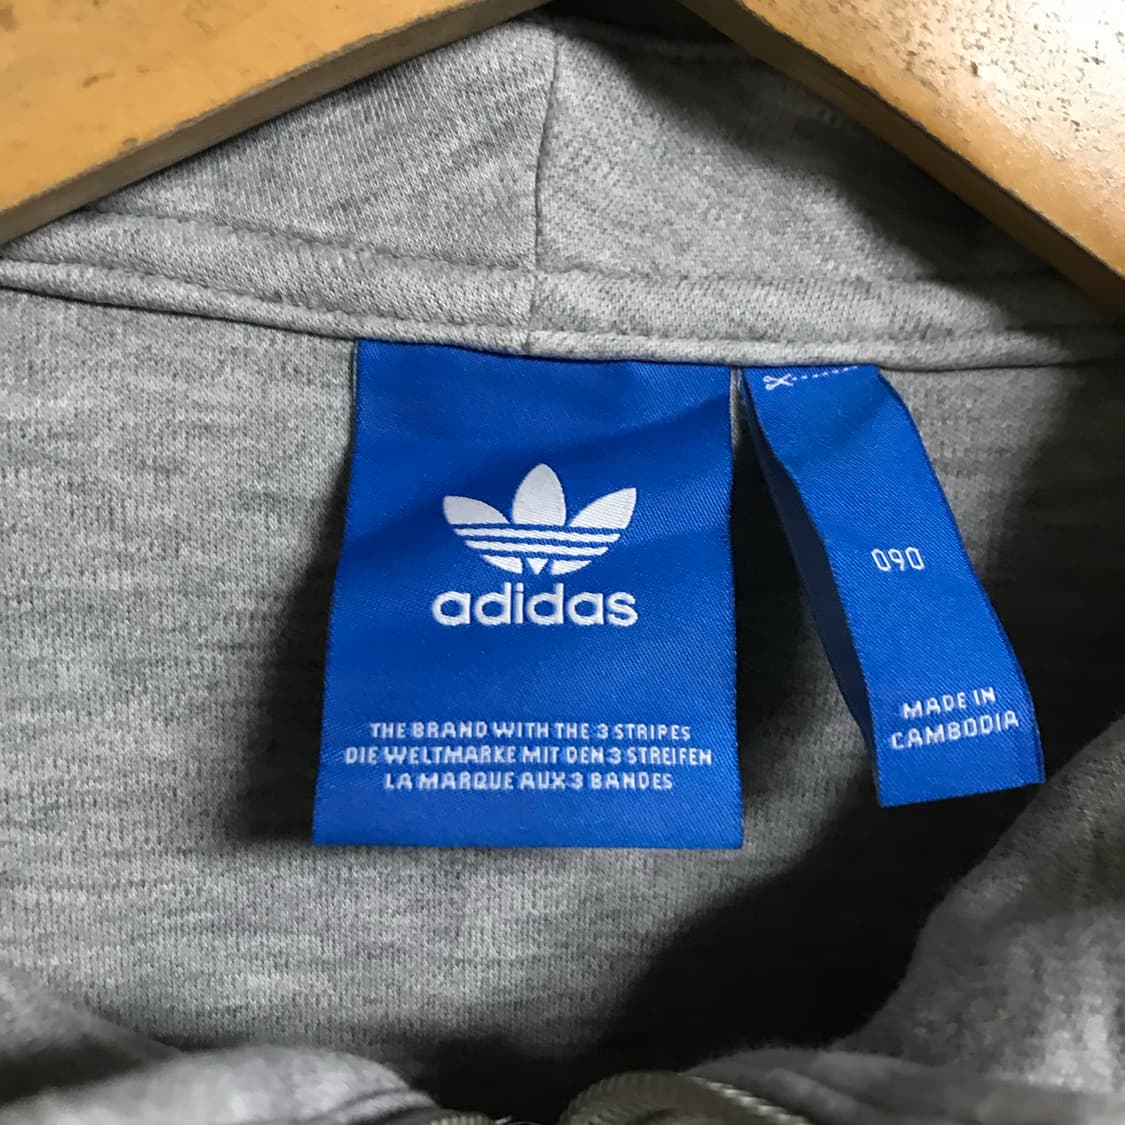 adidas
THE BRAND WITH THE 3 STRIPES
DIE WELTMARKE MIT DEN 3 STREIFEN
LA MARQUE AUX 3 BANDES
090
MADE IN
CAMBODIA